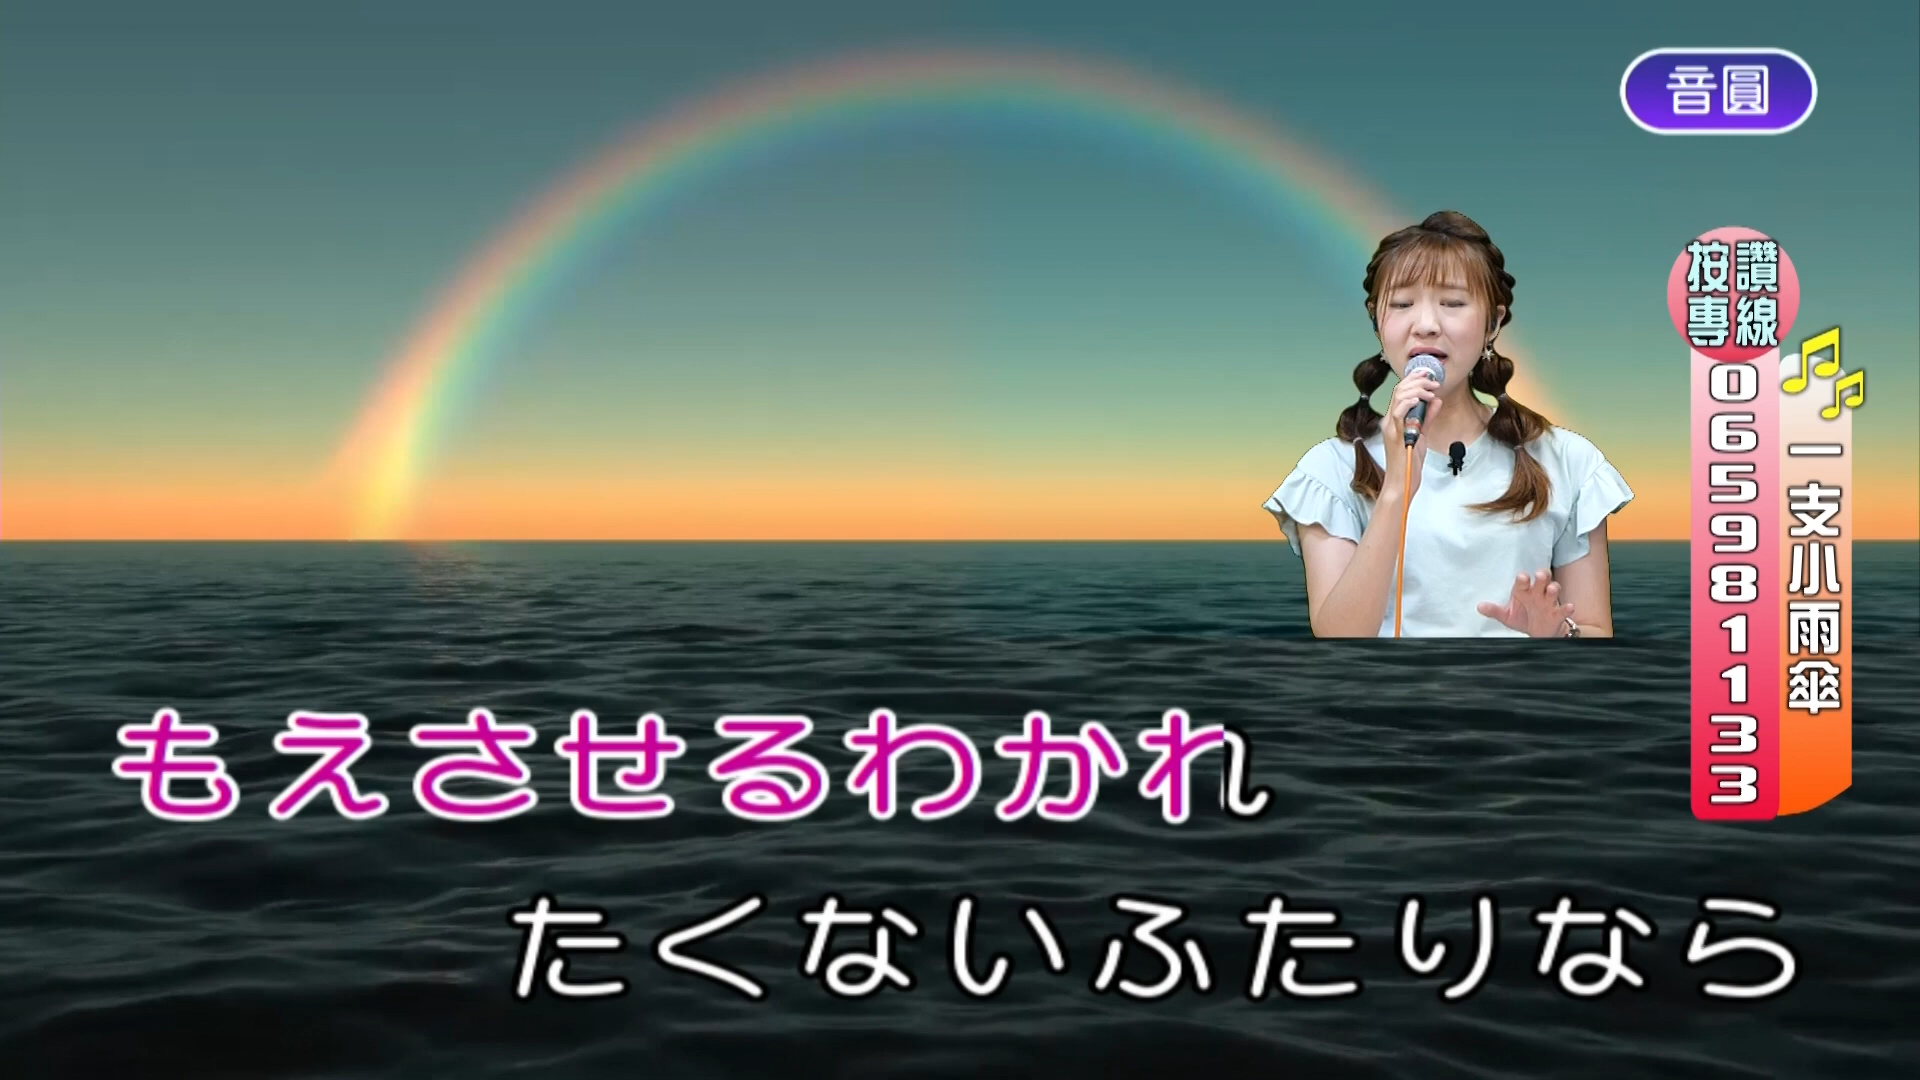 音圓
按讚
專線
065981133
一支小雨傘
もえさせるわかれ
たくないふたりなら